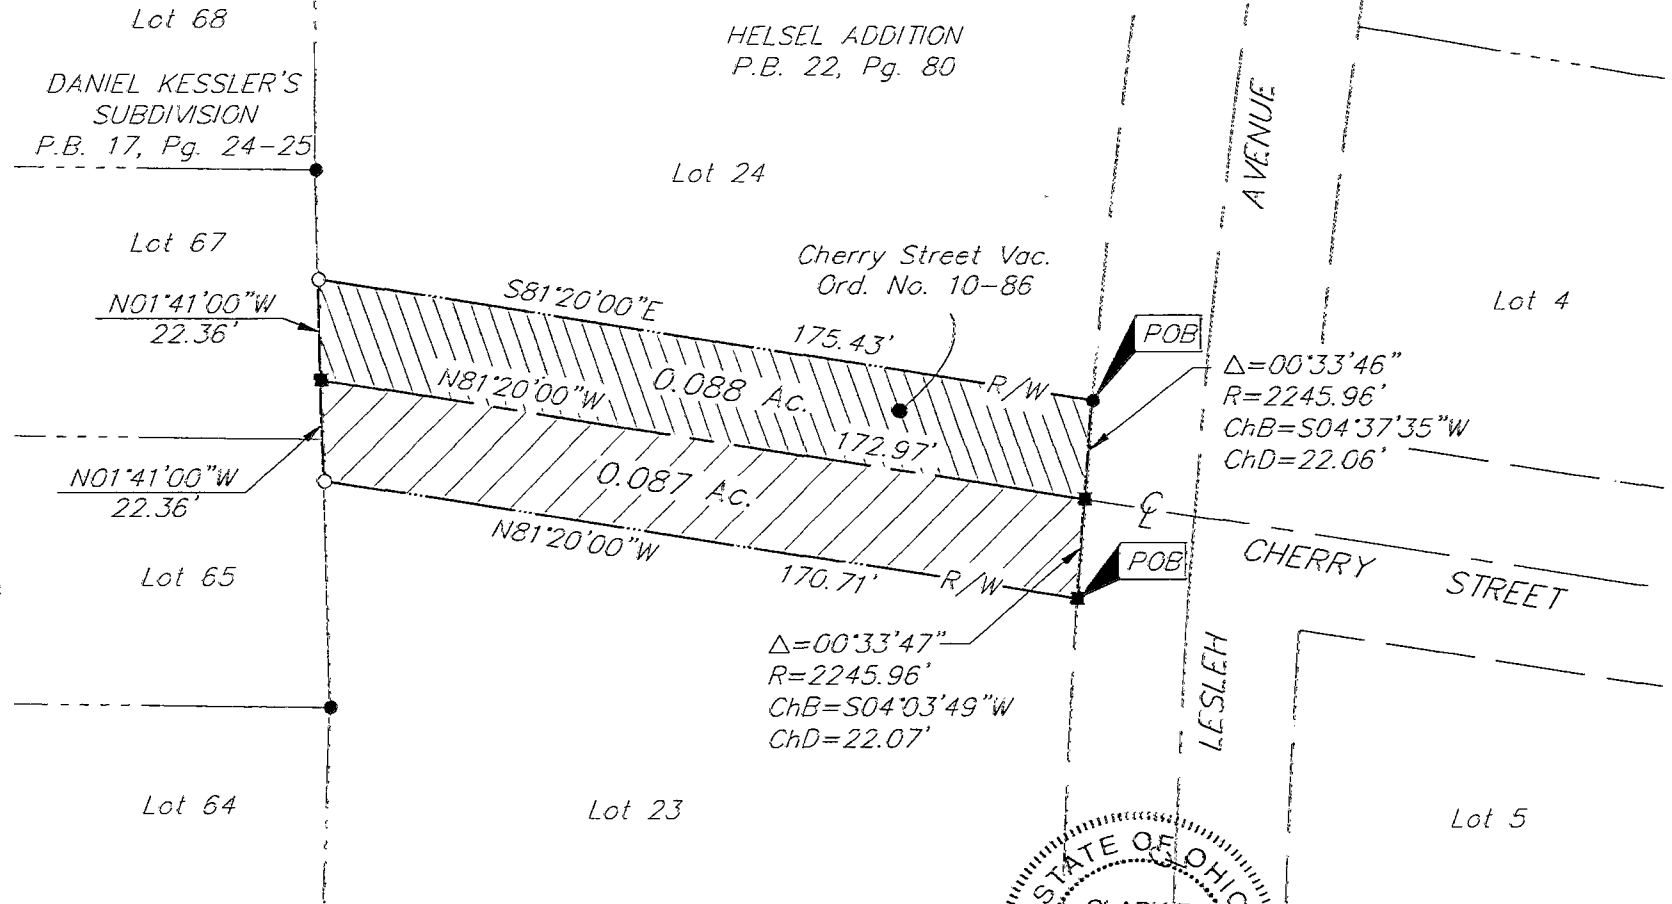 Lot 68
HELSEL ADDITION
P.B. 22, Pg. 80
DANIEL KESSLER'S
SUBDIVISION
P.B. 17, Pg. 24-25
AVENUE
Lot 24
Lot 67
Cherry Street Vac.
Ord. No. 10-86
N01°41'00"W
22.36'
S81°20'00"E
175.43'
R/W
POB
Lot 4
Δ=00°33'46"
R=2245.96'
ChB=S04°37'35"W
ChD=22.06'
N81°20'00"W
0.088 Ac.
172.97'
N01°41'00"W
22.36'
0.087 Ac.
N81°20'00"W
170.71'
R/W
POB
℄
CHERRY STREET
Lot 65
Δ=00°33'47"
R=2245.96'
ChB=S04°03'49"W
ChD=22.07'
LESLEH
Lot 64
Lot 23
Lot 5
STATE OF OHIO